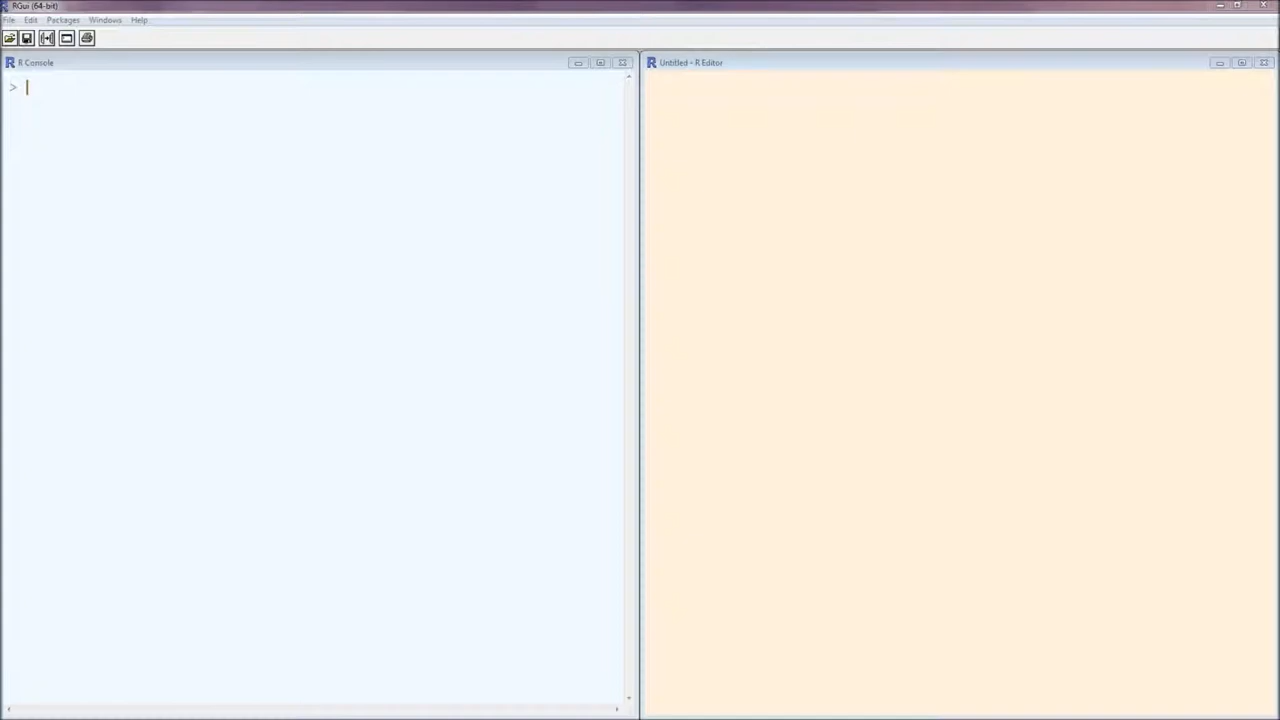 RGui (64-bit)
File Edit Packages Windows Help
R Console
Untitled - R Editor
>